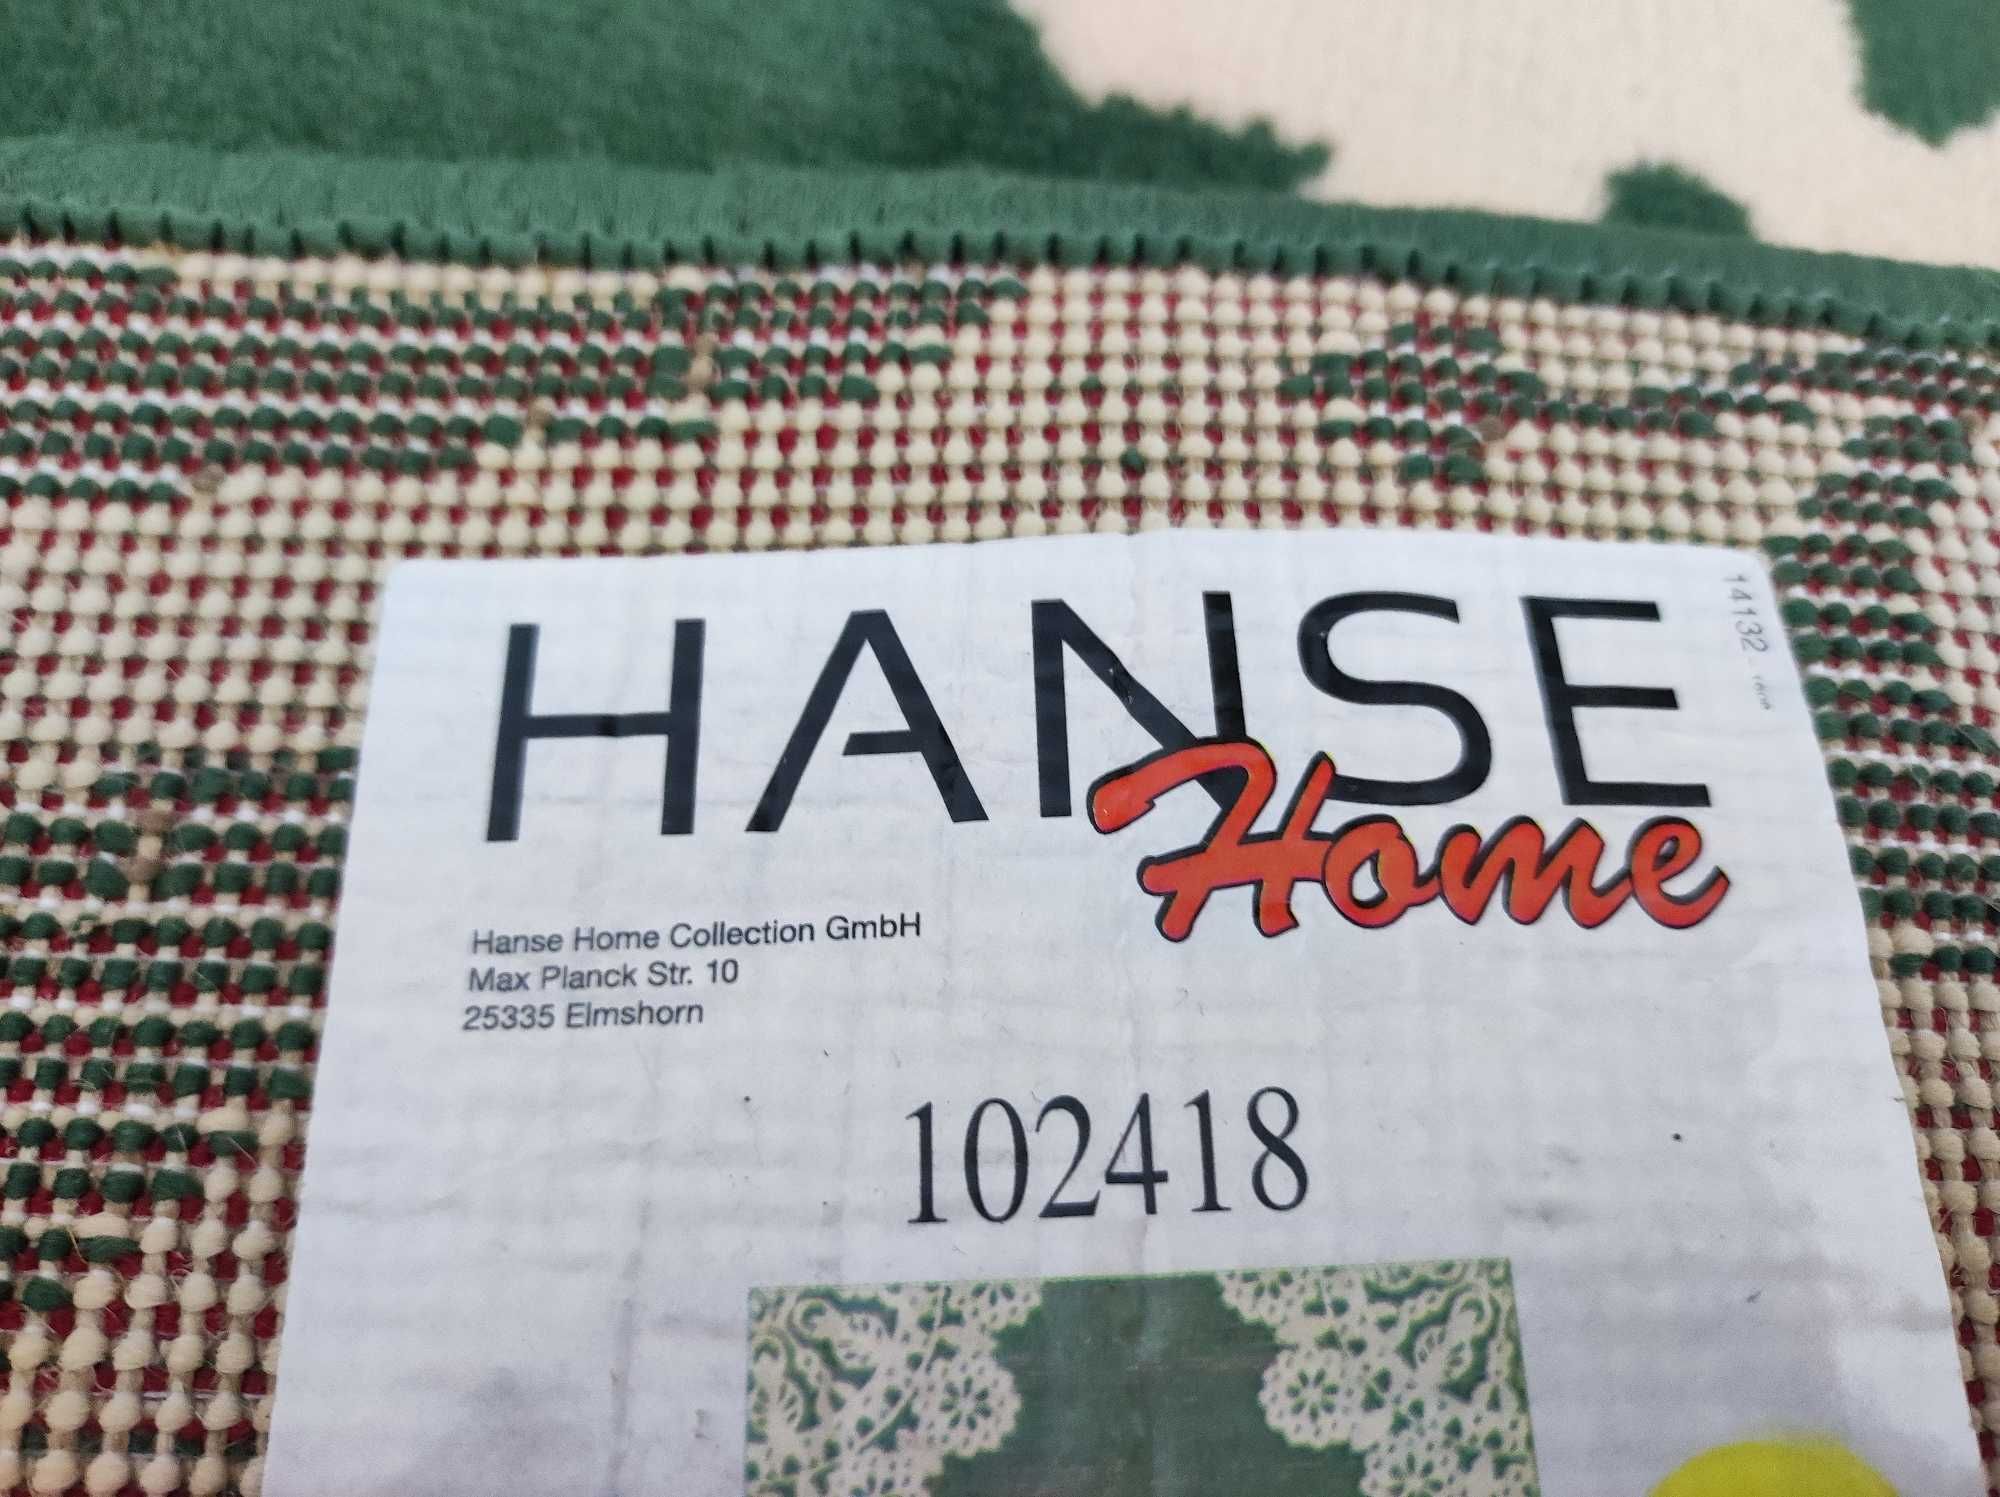 HANSE
Home
14132
Hanse Home Collection GmbH
Max Planck Str. 10
25335 Elmshorn
102418